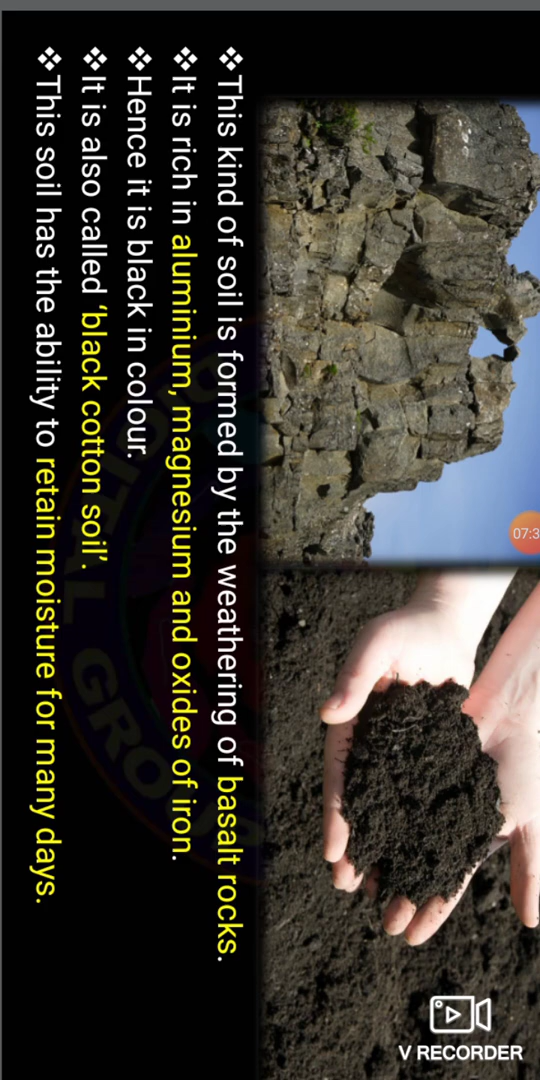 ❖This kind of soil is formed by the weathering of basalt rocks.
❖It is rich in aluminium, magnesium and oxides of iron.
❖Hence it is black in colour.
❖It is also called ‘black cotton soil’.
❖This soil has the ability to retain moisture for many days.
07:3
V RECORDER